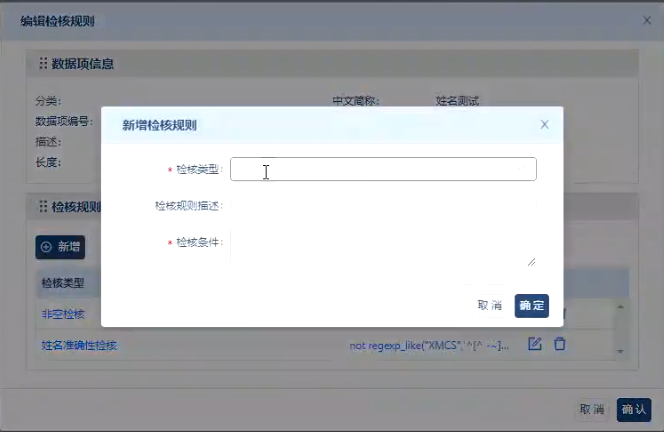 编辑检核规则
数据项信息
分类: 中文简称: 姓名测试
数据项编号:
描述:
长度:
新增检核规则
* 检核类型:
检核规则描述:
* 检核条件:
取消 确定
检核规则
新增
检核类型
非空检核
姓名准确性检核 not regexp_like("XMCS",'^[^ -~]...
取消 确认